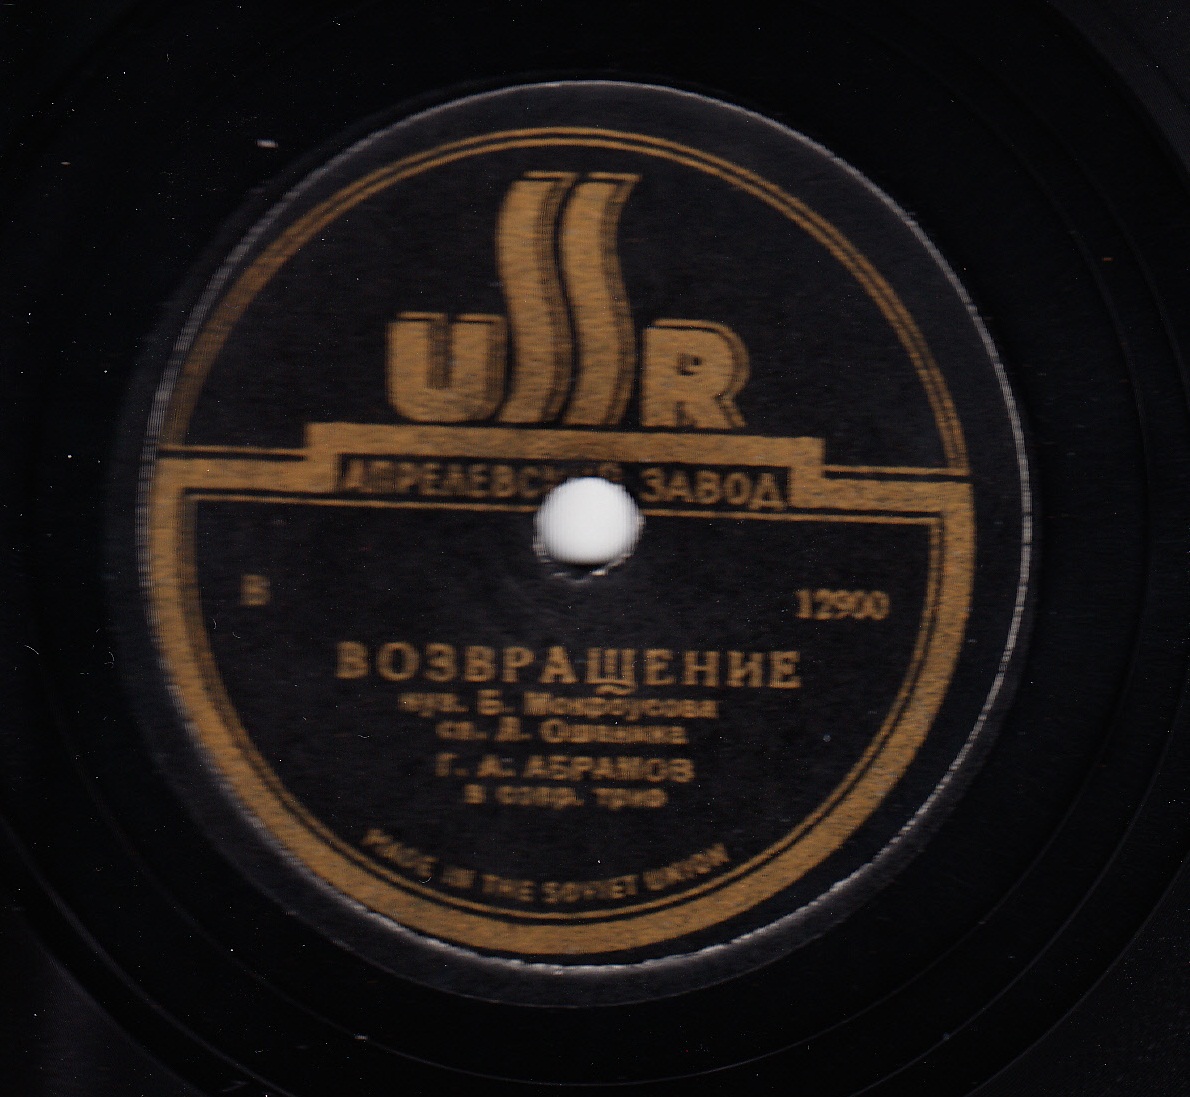 USSR
АПРЕЛЕВСКИЙ ЗАВОД
В 12900
ВОЗВРАЩЕНИЕ
муз. Б. Мокроусова
сл. Л. Ошанина
Г. А. АБРАМОВ
в сопр. трио
MADE IN THE SOVIET UNION